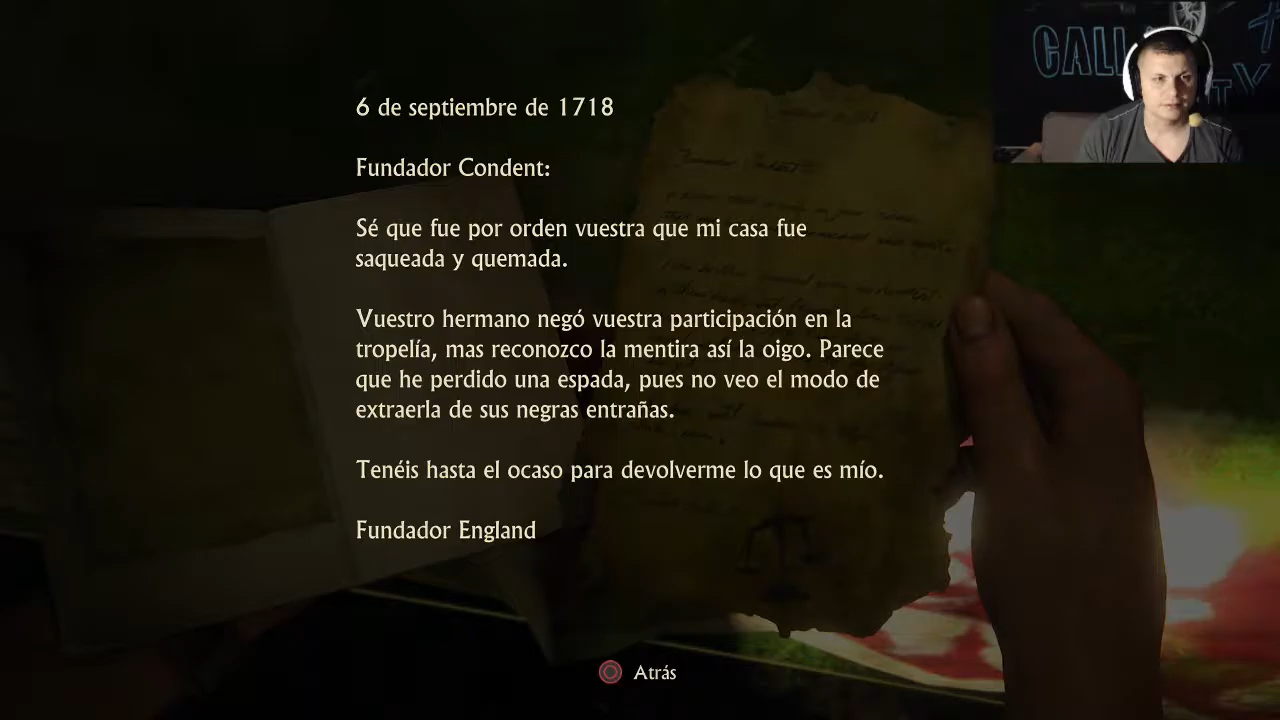 6 de septiembre de 1718
Fundador Condent:
Sé que fue por orden vuestra que mi casa fue
saqueada y quemada.
Vuestro hermano negó vuestra participación en la
tropelía, mas reconozco la mentira así la oigo. Parece
que he perdido una espada, pues no veo el modo de
extraerla de sus negras entrañas.
Tenéis hasta el ocaso para devolverme lo que es mío.
Fundador England
Atrás
CALL